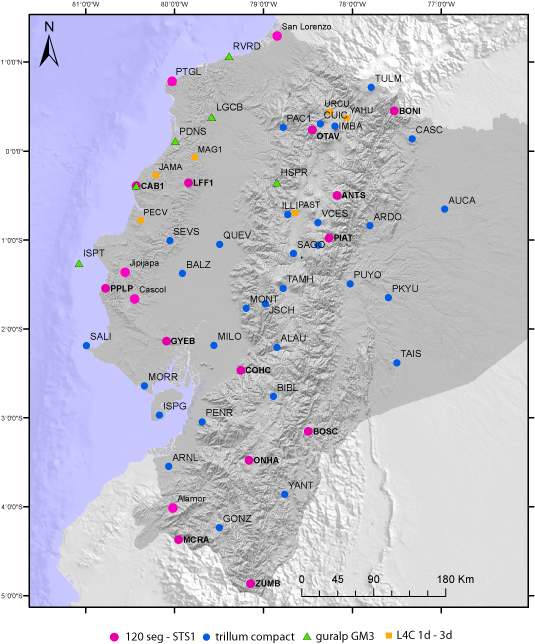 81°0'0"W 80°0'0"W 79°0'0"W 78°0'0"W 77°0'0"W
N
San Lorenzo
RVRD
1°0'0"N
PTGL
TULM
LGCB
URCU
YAHU
BONI
PAC1
CUIC
IMBA
PDNS
OTAV
CASC
0°0'0"
MAG1
JAMA
HSPR
CAB1
LFF1
ANTS
AUCA
PECV
ILLI
PAST
VCES
ARDO
SEVS
QUEV
PIAT
1°0'0"S
SAGO
ISPT
Jipijapa
BALZ
PPLP
Cascol
TAMH
PUYO
PKYU
MONT
JSCH
2°0'0"S
SALI
GYEB
MILO
ALAU
TAIS
COHC
MORR
BIBL
ISPG
PENR
3°0'0"S
BOSC
ARNL
ONHA
YANT
Alamor
4°0'0"S
GONZ
MCRA
ZUMB
0 45 90 180 Km
5°0'0"S
120 seg - STS1 trillum compact guralp GM3 L4C 1d - 3d